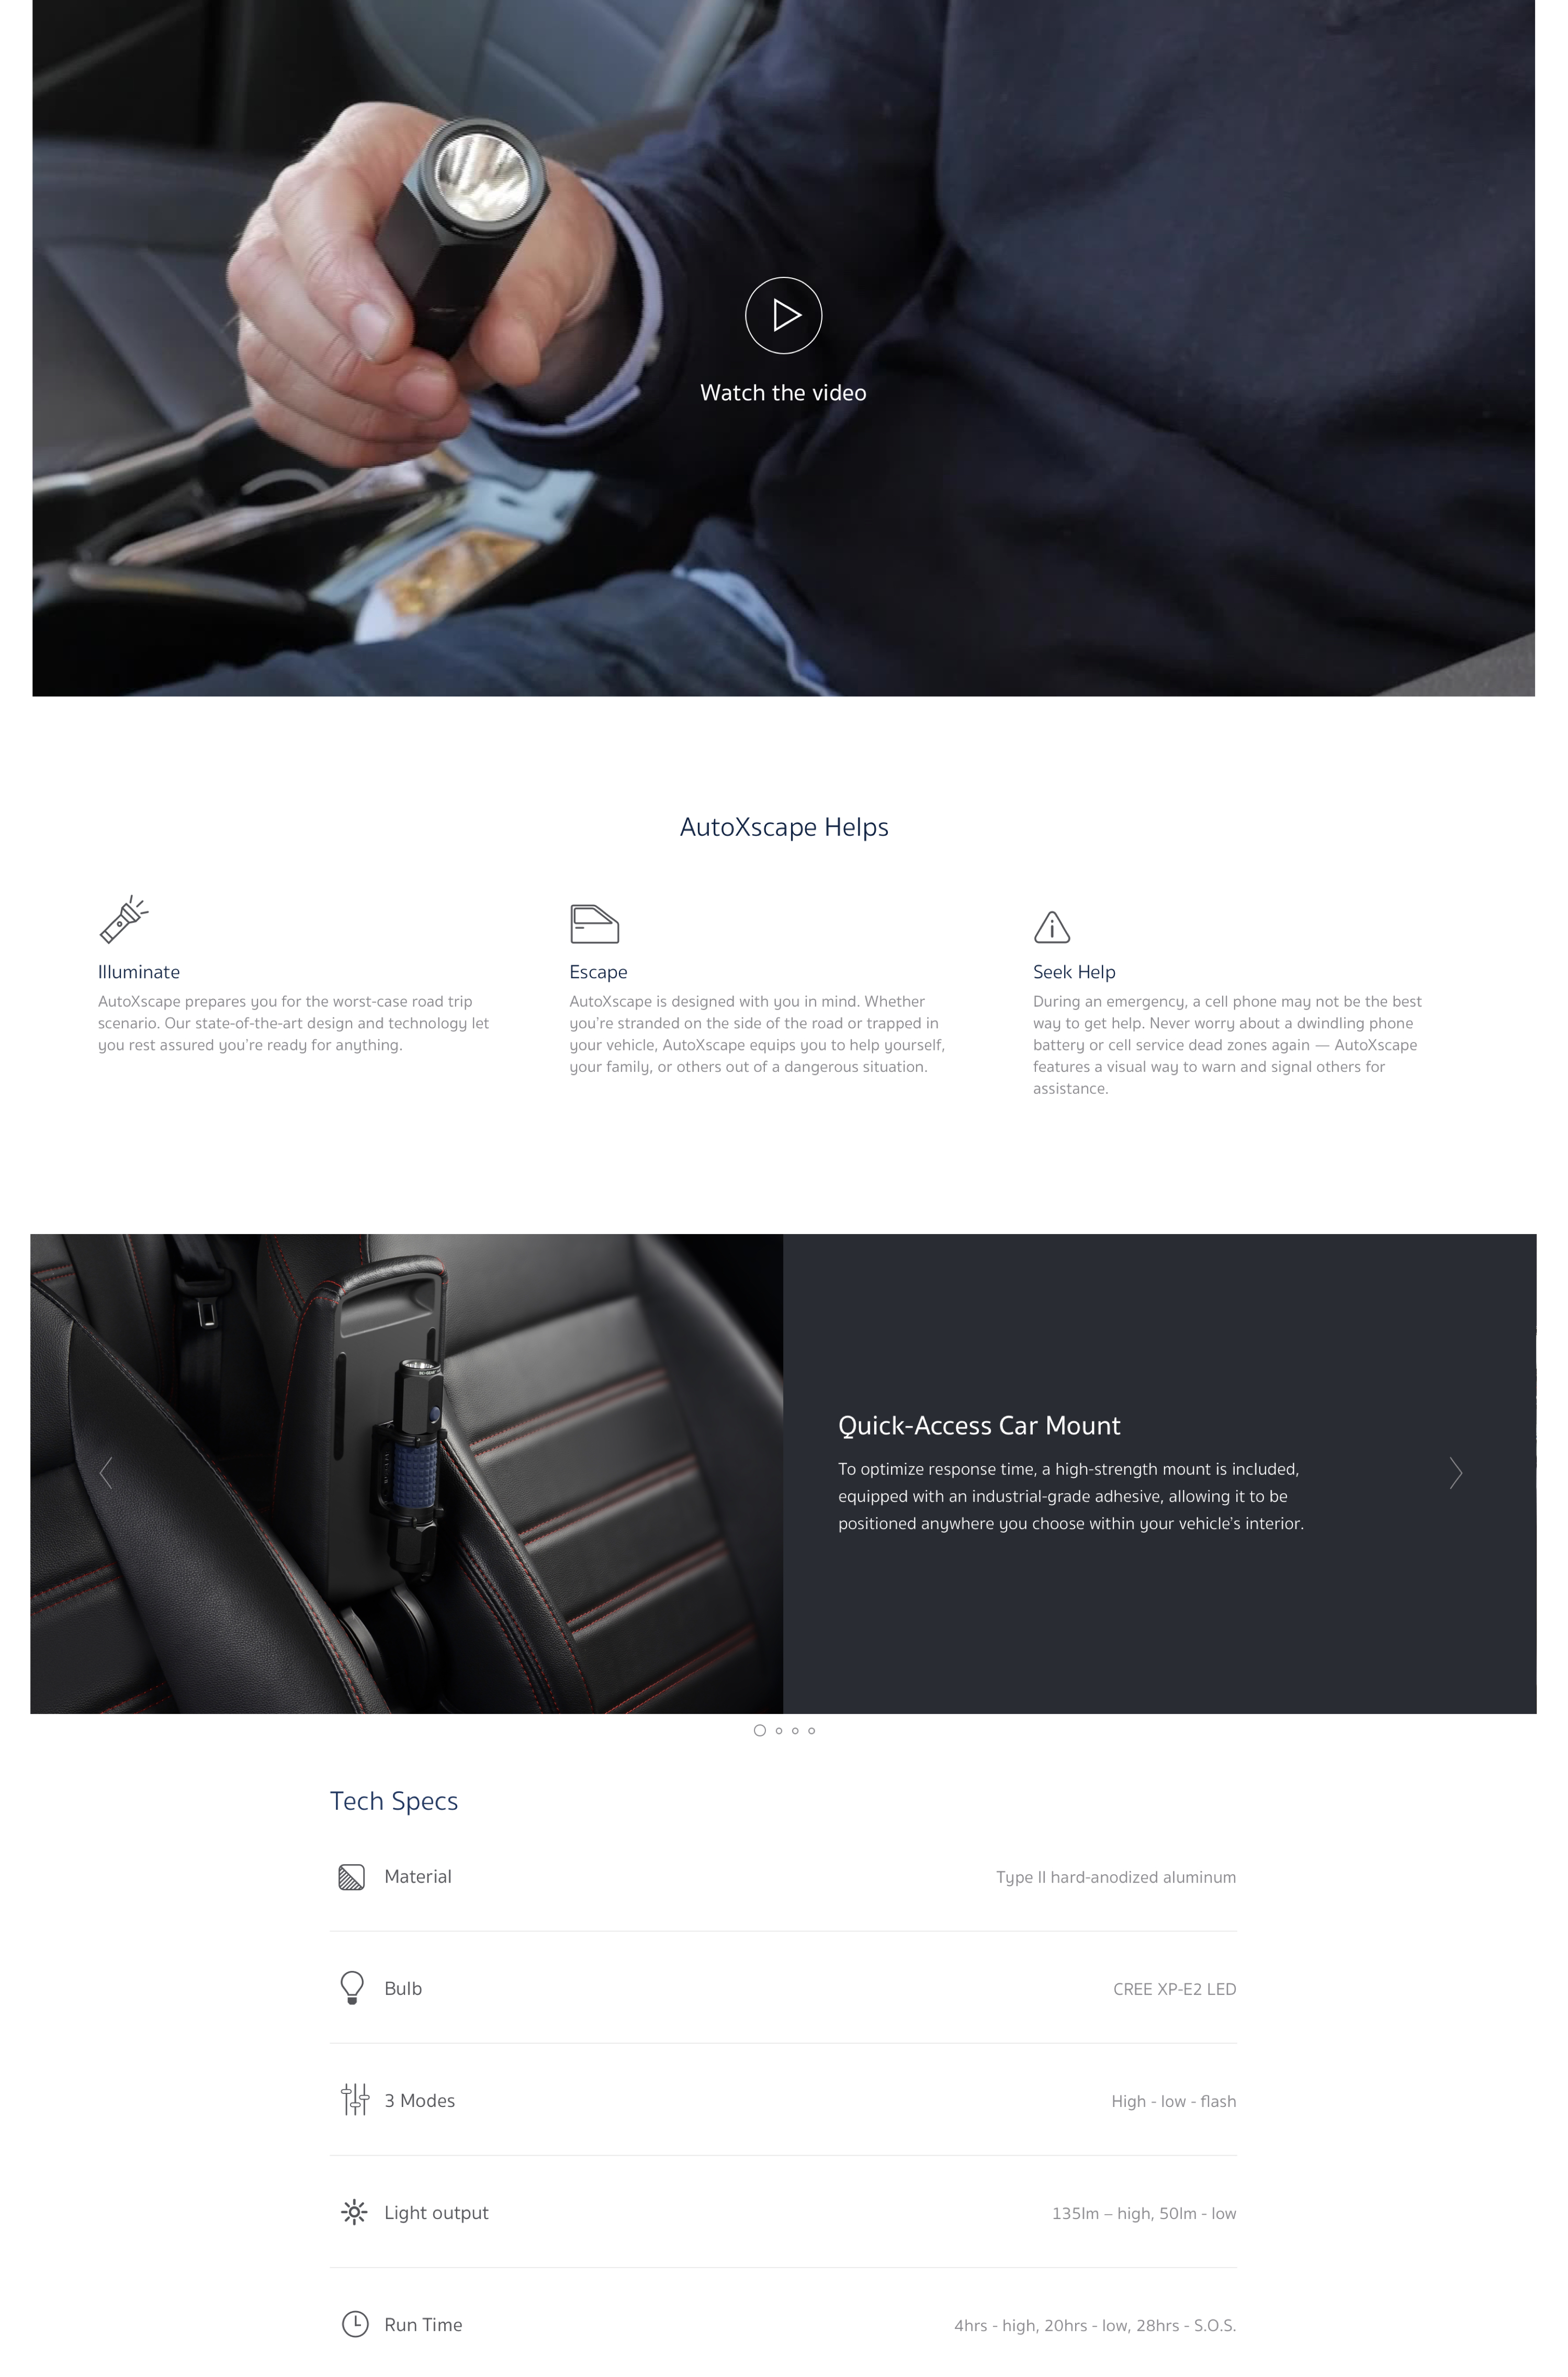 Watch the video
AutoXscape Helps
Illuminate
AutoXscape prepares you for the worst-case road trip
scenario. Our state-of-the-art design and technology let
you rest assured you're ready for anything.
Escape
AutoXscape is designed with you in mind. Whether
you're stranded on the side of the road or trapped in
your vehicle, AutoXscape equips you to help yourself,
your family, or others out of a dangerous situation.
Seek Help
During an emergency, a cell phone may not be the best
way to get help. Never worry about a dwindling phone
battery or cell service dead zones again — AutoXscape
features a visual way to warn and signal others for
assistance.
Quick-Access Car Mount
To optimize response time, a high-strength mount is included,
equipped with an industrial-grade adhesive, allowing it to be
positioned anywhere you choose within your vehicle's interior.
Tech Specs
Material
Type II hard-anodized aluminum
Bulb
CREE XP-E2 LED
3 Modes
High - low - flash
Light output
135lm – high, 50lm - low
Run Time
4hrs - high, 20hrs - low, 28hrs - S.O.S.